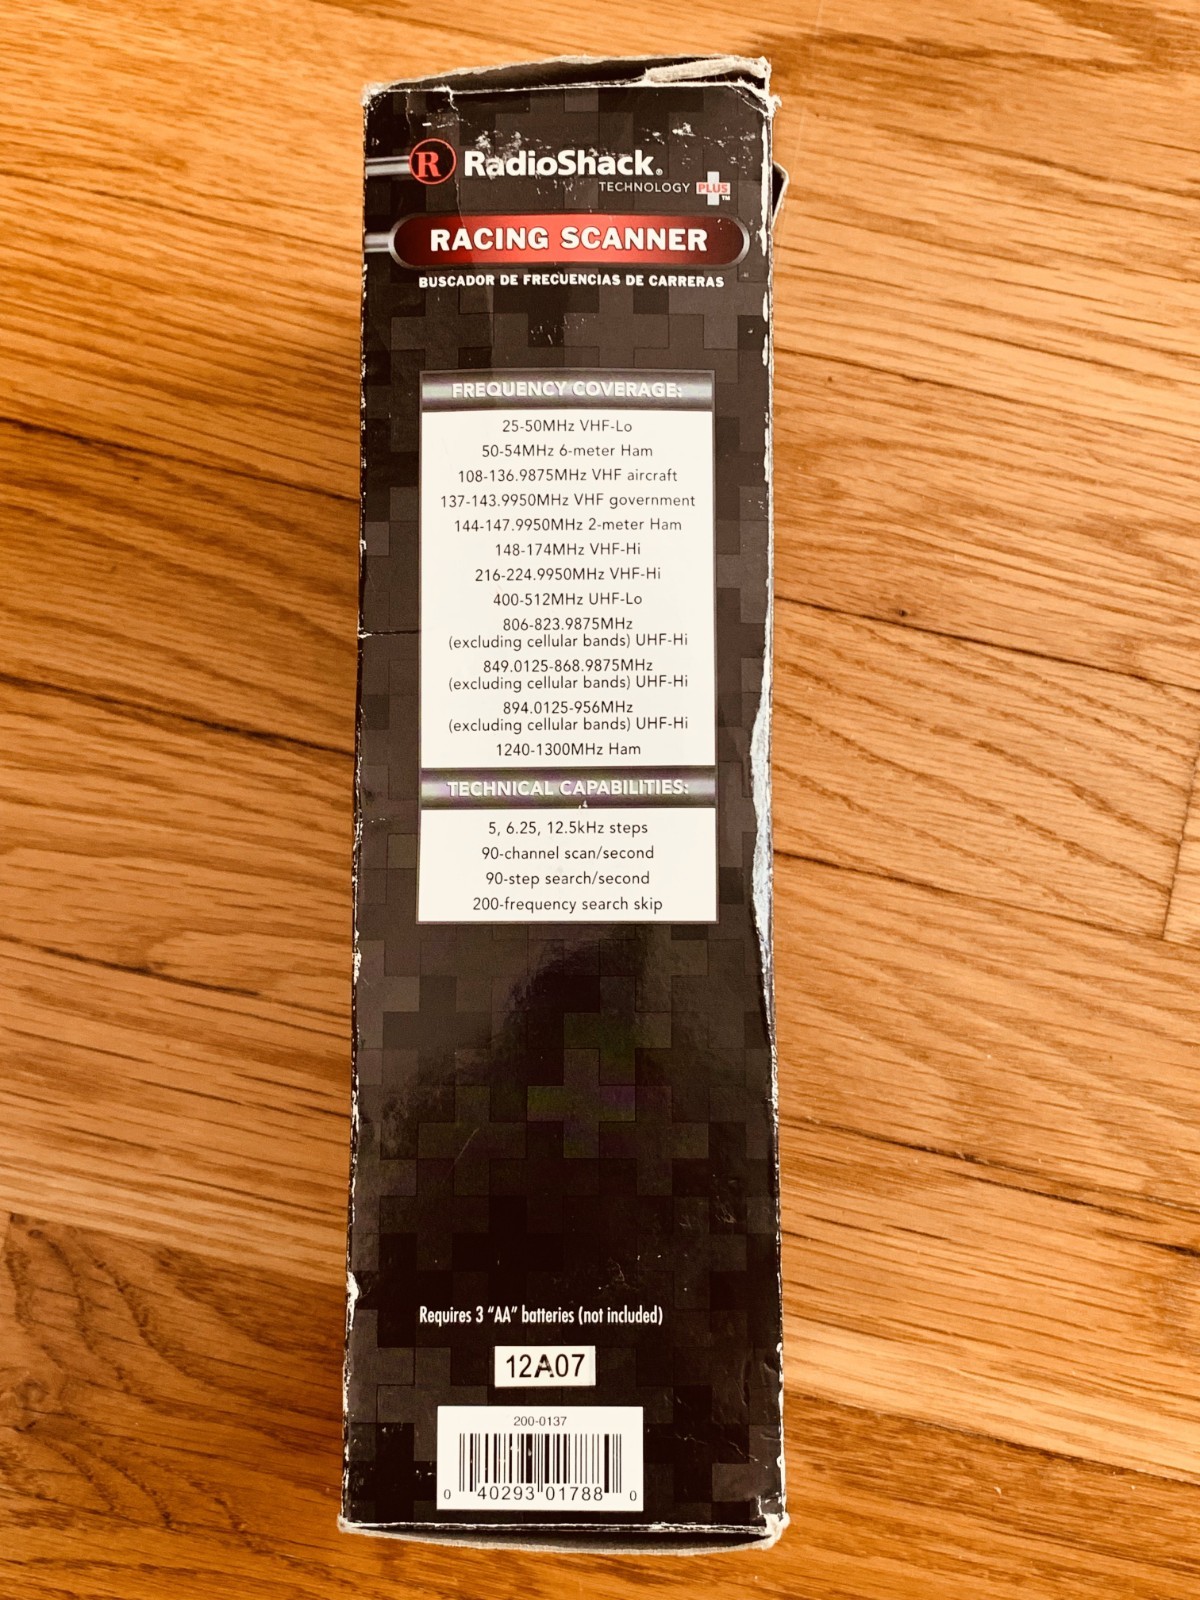 R RadioShack®
TECHNOLOGY PLUS™
RACING SCANNER
BUSCADOR DE FRECUENCIAS DE CARRERAS
FREQUENCY COVERAGE:
25-50MHz VHF-Lo
50-54MHz 6-meter Ham
108-136.9875MHz VHF aircraft
137-143.9950MHz VHF government
144-147.9950MHz 2-meter Ham
148-174MHz VHF-Hi
216-224.9950MHz VHF-Hi
400-512MHz UHF-Lo
806-823.9875MHz
(excluding cellular bands) UHF-Hi
849.0125-868.9875MHz
(excluding cellular bands) UHF-Hi
894.0125-956MHz
(excluding cellular bands) UHF-Hi
1240-1300MHz Ham
TECHNICAL CAPABILITIES:
5, 6.25, 12.5kHz steps
90-channel scan/second
90-step search/second
200-frequency search skip
Requires 3 “AA” batteries (not included)
12A07
200-0137
0 40293 01788 0